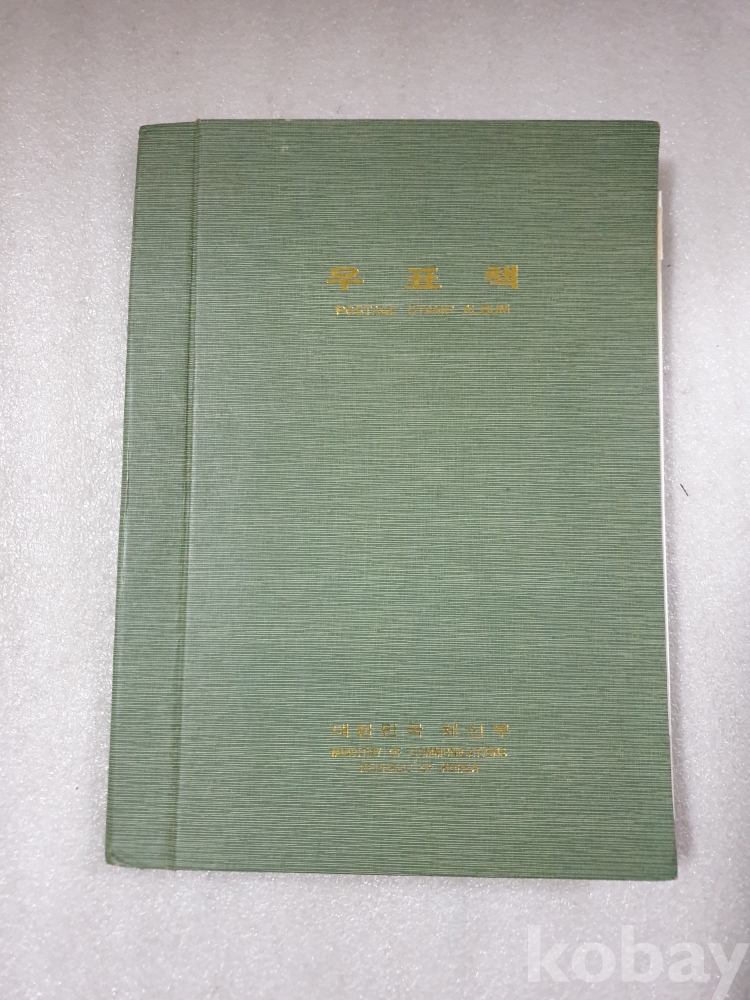 우 표 책
POSTAGE STAMP ALBUM
대한민국 체신부
MINISTRY OF COMMUNICATIONS
REPUBLIC OF KOREA
kobay